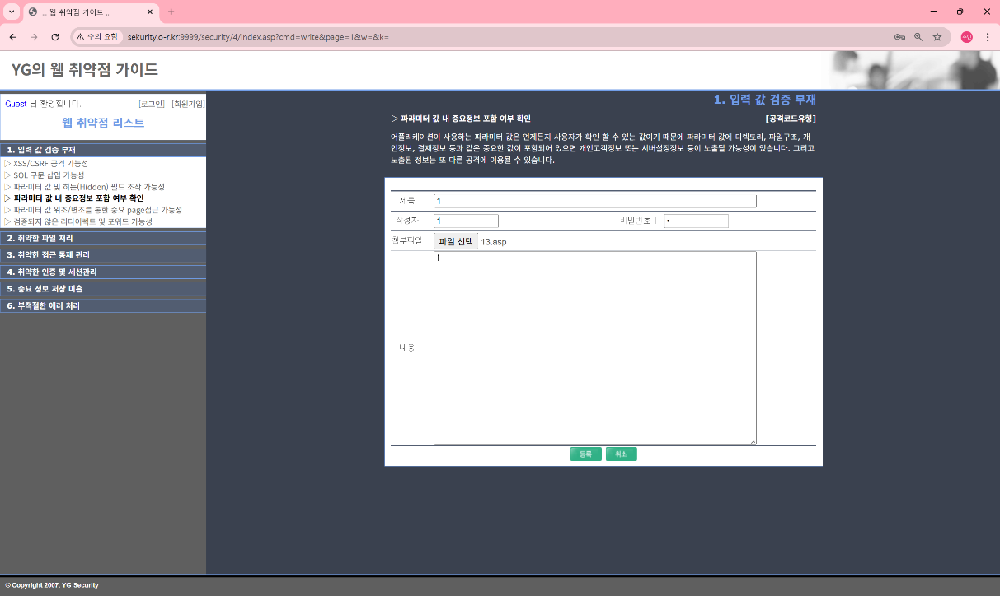 ::: 웹 취약점 가이드 :::
수의 요함
sekurity.o-r.kr:9999/security/4/index.asp?cmd=write&page=1&w=&k=
수인
YG의 웹 취약점 가이드
Guest 님 환영합니다.
[로그인] [회원가입]
웹 취약점 리스트
1. 입력 값 검증 부재
▷ XSS/CSRF 공격 가능성
▷ SQL 구문 삽입 가능성
▷ 파라미터 값 및 히든(Hidden) 필드 조작 가능성
▷ 파라미터 값 내 중요정보 포함 여부 확인
▷ 파라미터 값 위조/변조를 통한 중요 page접근 가능성
▷ 검증되지 않은 리다이렉트 및 포워드 가능성
2. 취약한 파일 처리
3. 취약한 접근 통제 관리
4. 취약한 인증 및 세션관리
5. 중요 정보 저장 미흡
6. 부적절한 에러 처리
1. 입력 값 검증 부재
▷ 파라미터 값 내 중요정보 포함 여부 확인
[공격코드유형]
어플리케이션이 사용하는 파라미터 값은 언제든지 사용자가 확인 할 수 있는 값이기 때문에 파라미터 값에 디렉토리, 파일구조, 개
인정보, 결재정보 등과 같은 중요한 값이 포함되어 있으면 개인고객정보 또는 서버설정정보 등이 노출될 가능성이 있습니다. 그리고
노출된 정보는 또 다른 공격에 이용될 수 있습니다.
제목 1
작성자 1 비밀번호 | •
첨부파일 파일 선택 13.asp
내용
등록 취소
© Copyright 2007. YG Security